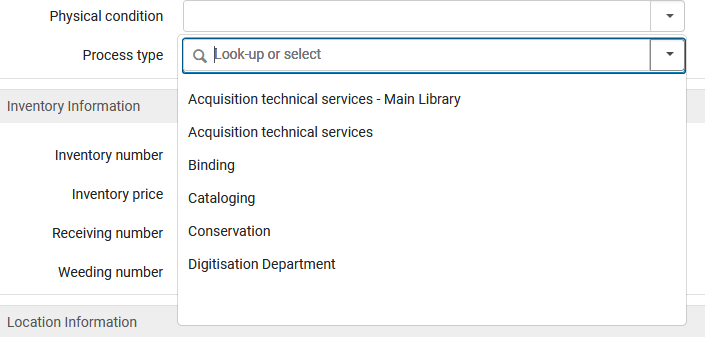 Physical condition
Process type
Look-up or select
Acquisition technical services - Main Library
Acquisition technical services
Binding
Cataloging
Conservation
Digitisation Department
Inventory Information
Inventory number
Inventory price
Receiving number
Weeding number
Location Information